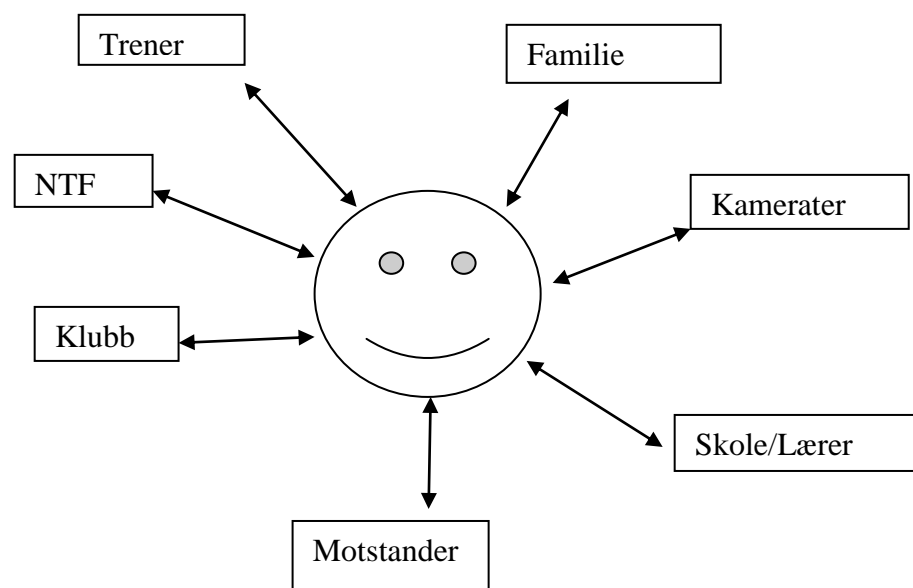 Trener
Familie
NTF
Kamerater
Klubb
Skole/Lærer
Motstander